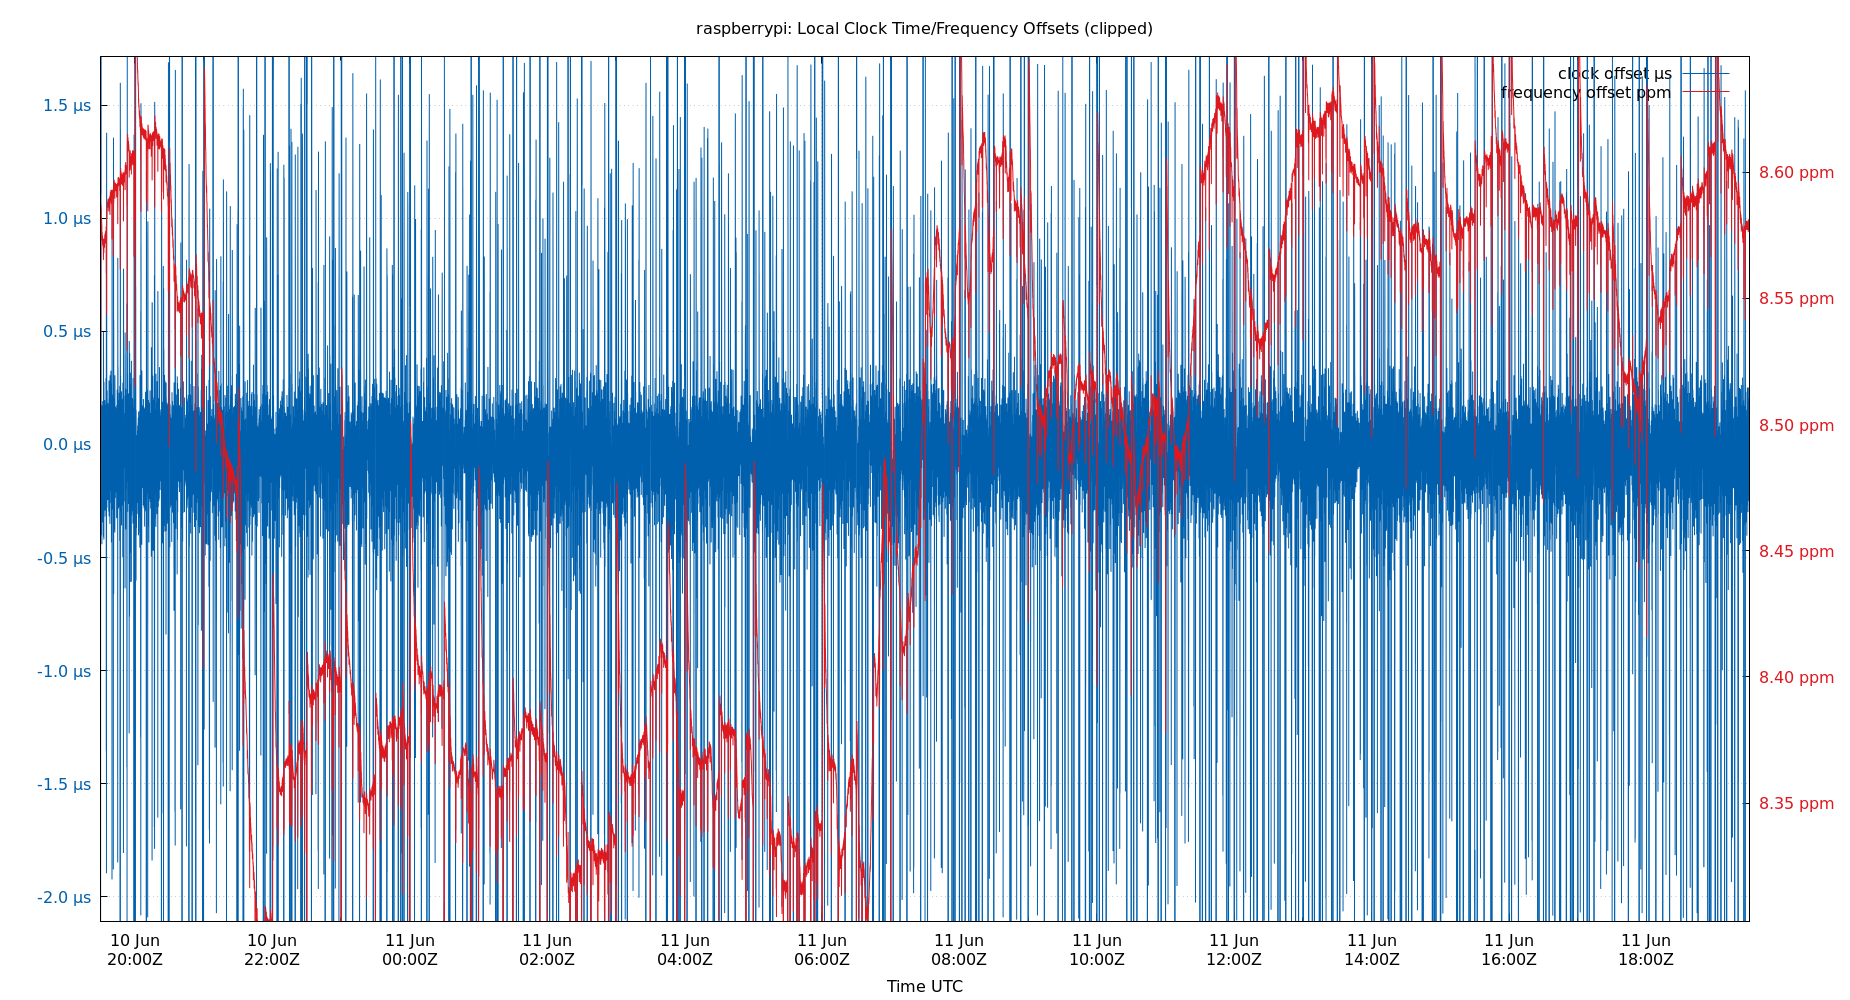 raspberrypi: Local Clock Time/Frequency Offsets (clipped)
clock offset µs
frequency offset ppm
1.5 µs
1.0 µs
0.5 µs
0.0 µs
-0.5 µs
-1.0 µs
-1.5 µs
-2.0 µs
8.60 ppm
8.55 ppm
8.50 ppm
8.45 ppm
8.40 ppm
8.35 ppm
10 Jun 10 Jun 11 Jun 11 Jun 11 Jun 11 Jun 11 Jun 11 Jun 11 Jun 11 Jun 11 Jun 11 Jun
20:00Z 22:00Z 00:00Z 02:00Z 04:00Z 06:00Z 08:00Z 10:00Z 12:00Z 14:00Z 16:00Z 18:00Z
Time UTC